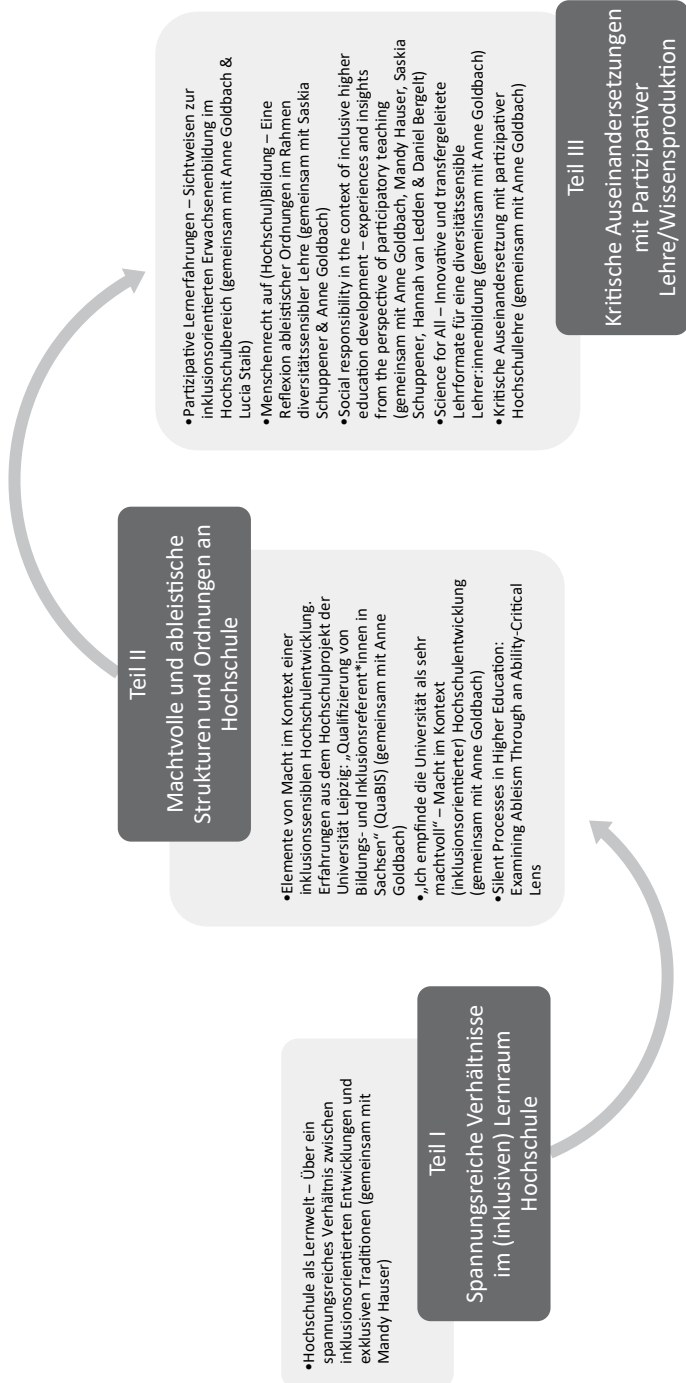 •Hochschule als Lernwelt – Über ein
spannungsreiches Verhältnis zwischen
inklusionsorientierten Entwicklungen und
exklusiven Traditionen (gemeinsam mit
Mandy Hauser)
Teil I
Spannungsreiche Verhältnisse
im (inklusiven) Lernraum
Hochschule
Teil II
Machtvolle und ableistische
Strukturen und Ordnungen an
Hochschule
•Elemente von Macht im Kontext einer
inklusionssensiblen Hochschulentwicklung.
Erfahrungen aus dem Hochschulprojekt der
Universität Leipzig: „Qualifizierung von
Bildungs- und Inklusionsreferent*innen in
Sachsen“ (QuaBIS) (gemeinsam mit Anne
Goldbach)
•„Ich empfinde die Universität als sehr
machtvoll“ – Macht im Kontext
(inklusionsorientierter) Hochschulentwicklung
(gemeinsam mit Anne Goldbach)
•Silent Processes in Higher Education:
Examining Ableism Through an Ability-Critical
Lens
•Partizipative Lernerfahrungen – Sichtweisen zur
inklusionsorientierten Erwachsenenbildung im
Hochschulbereich (gemeinsam mit Anne Goldbach &
Lucia Staib)
•Menschenrecht auf (Hochschul)Bildung – Eine
Reflexion ableistischer Ordnungen im Rahmen
diversitätssensibler Lehre (gemeinsam mit Saskia
Schuppener & Anne Goldbach)
•Social responsibility in the context of inclusive higher
education development – experiences and insights
from the perspective of participatory teaching
(gemeinsam mit Anne Goldbach, Mandy Hauser, Saskia
Schuppener, Hannah van Ledden & Daniel Bergelt)
•Science for All – Innovative und transfergeleitete
Lehrformate für eine diversitätssensible
Lehrer:innenbildung (gemeinsam mit Anne Goldbach)
•Kritische Auseinandersetzung mit partizipativer
Hochschullehre (gemeinsam mit Anne Goldbach)
Teil III
Kritische Auseinandersetzungen
mit Partizipativer
Lehre/Wissensproduktion